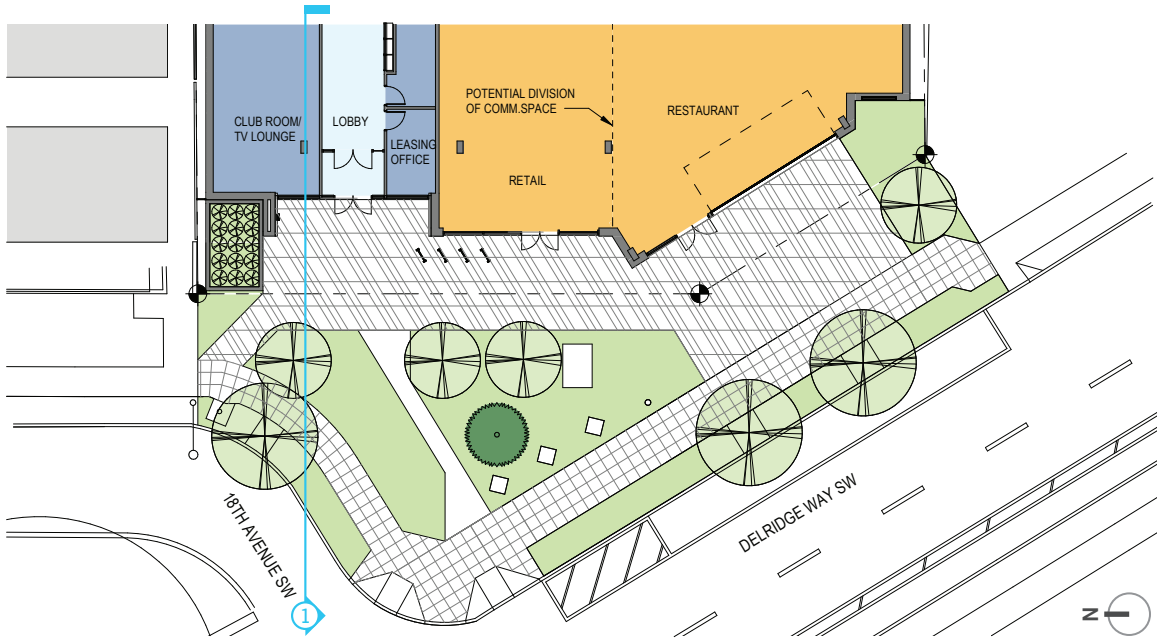 POTENTIAL DIVISION
OF COMM.SPACE
RESTAURANT
CLUB ROOM/
TV LOUNGE
LOBBY
LEASING
OFFICE
RETAIL
18TH AVENUE SW
DELRIDGE WAY SW
1
N